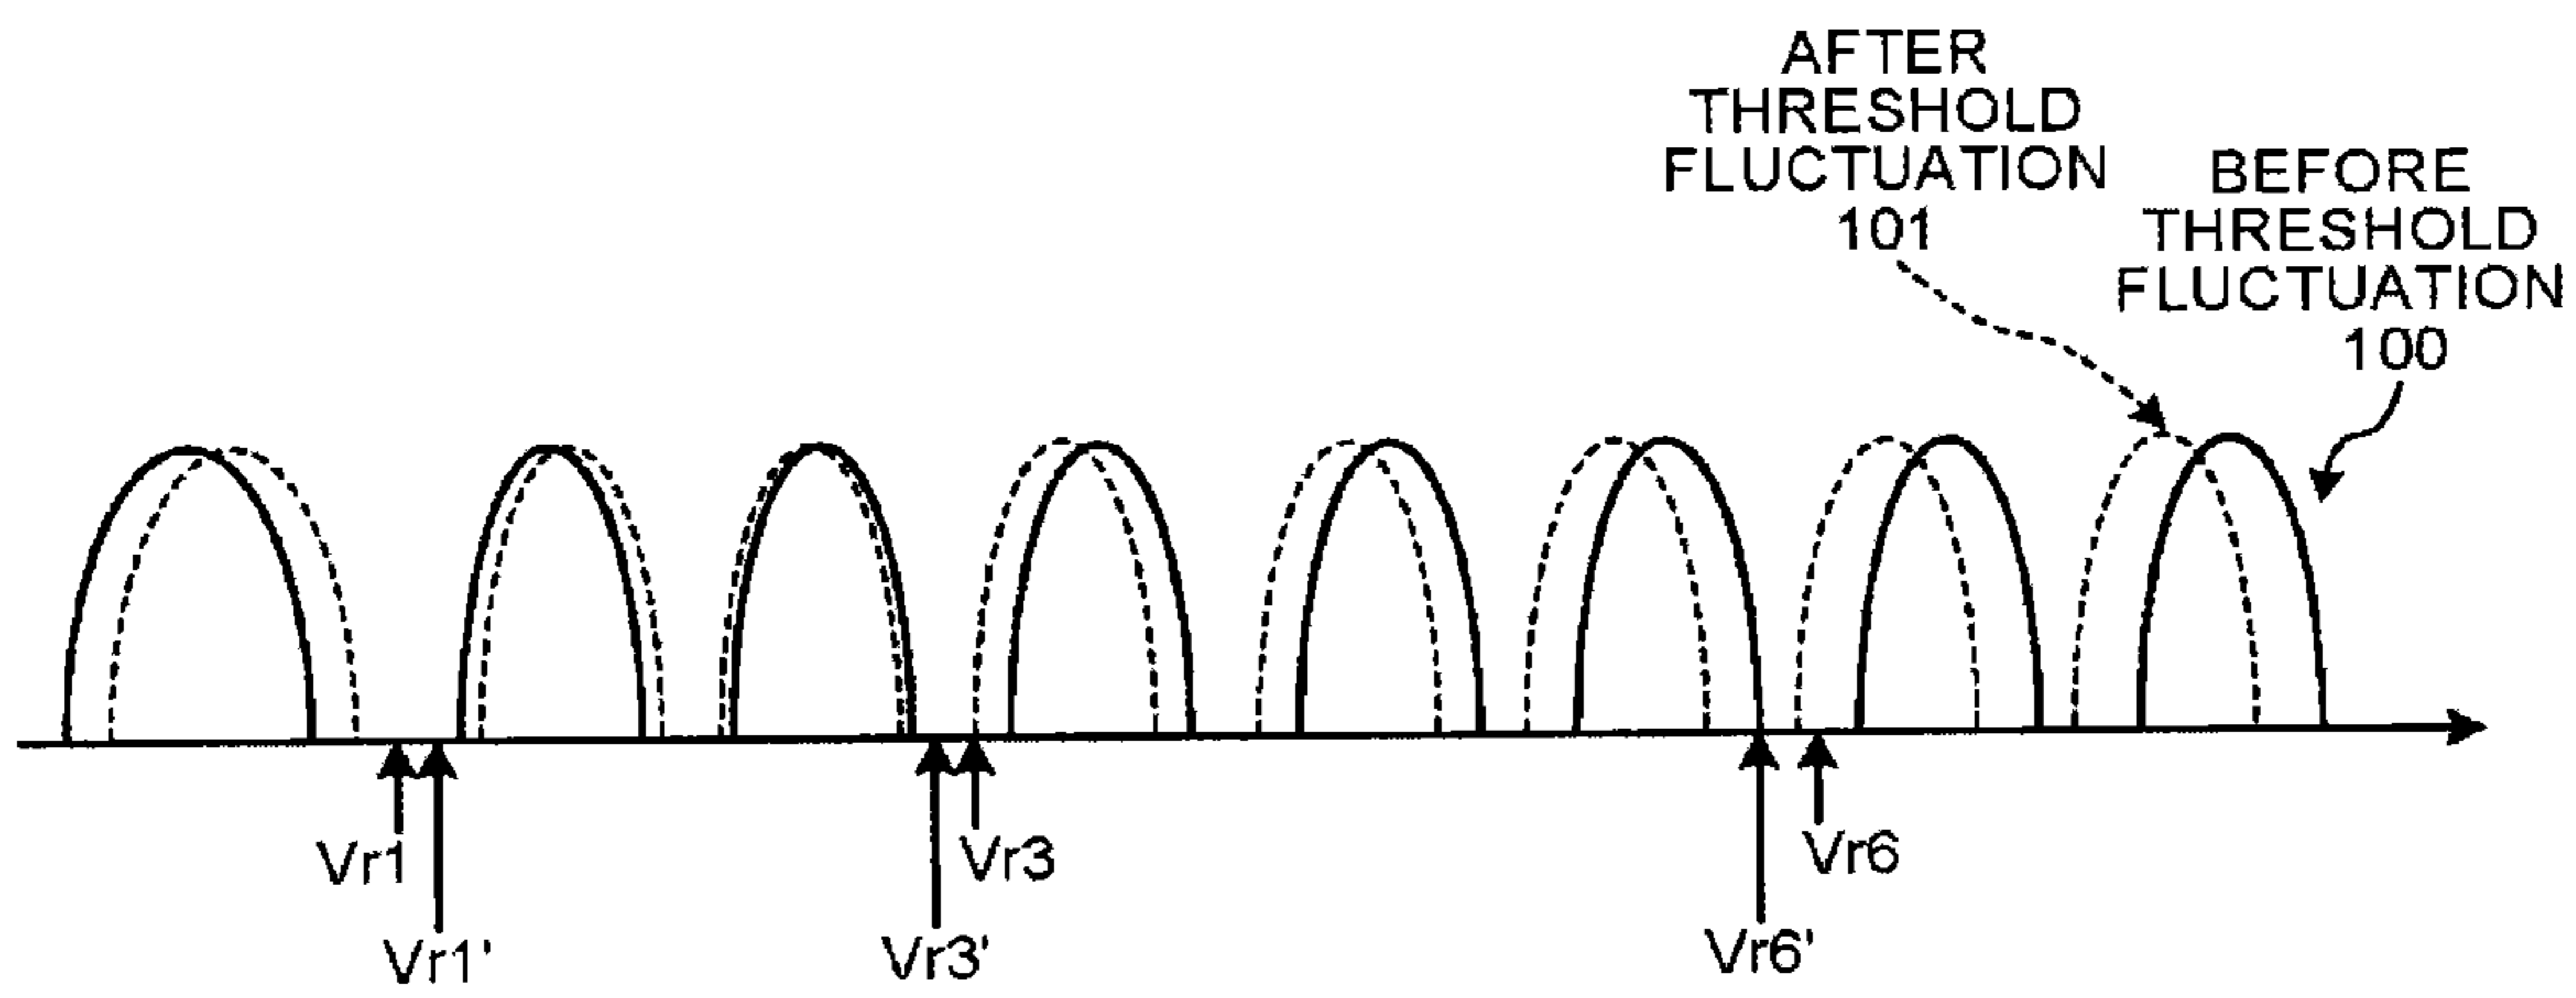 AFTER
THRESHOLD
FLUCTUATION
101
BEFORE
THRESHOLD
FLUCTUATION
100
Vr1
Vr3
Vr6
Vr1'
Vr3'
Vr6'